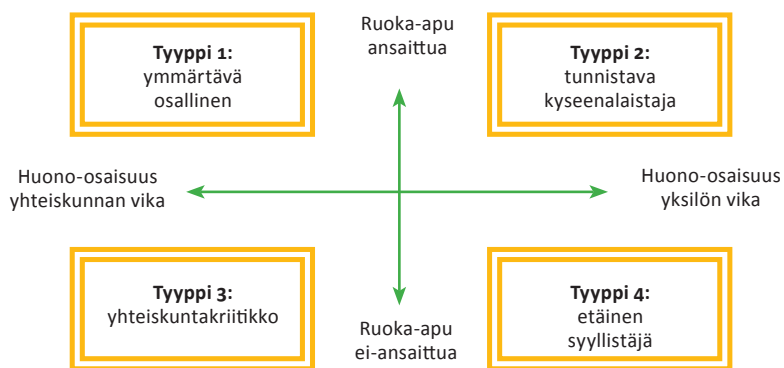 Tyyppi 1:
ymmärtävä
osallinen
Ruoka-apu
ansaittua
Tyyppi 2:
tunnistava
kyseenalaistaja
Huono-osaisuus
yhteiskunnan vika
Huono-osaisuus
yksilön vika
Tyyppi 3:
yhteiskuntakriitikko
Ruoka-apu
ei-ansaittua
Tyyppi 4:
etäinen
syyllistäjä